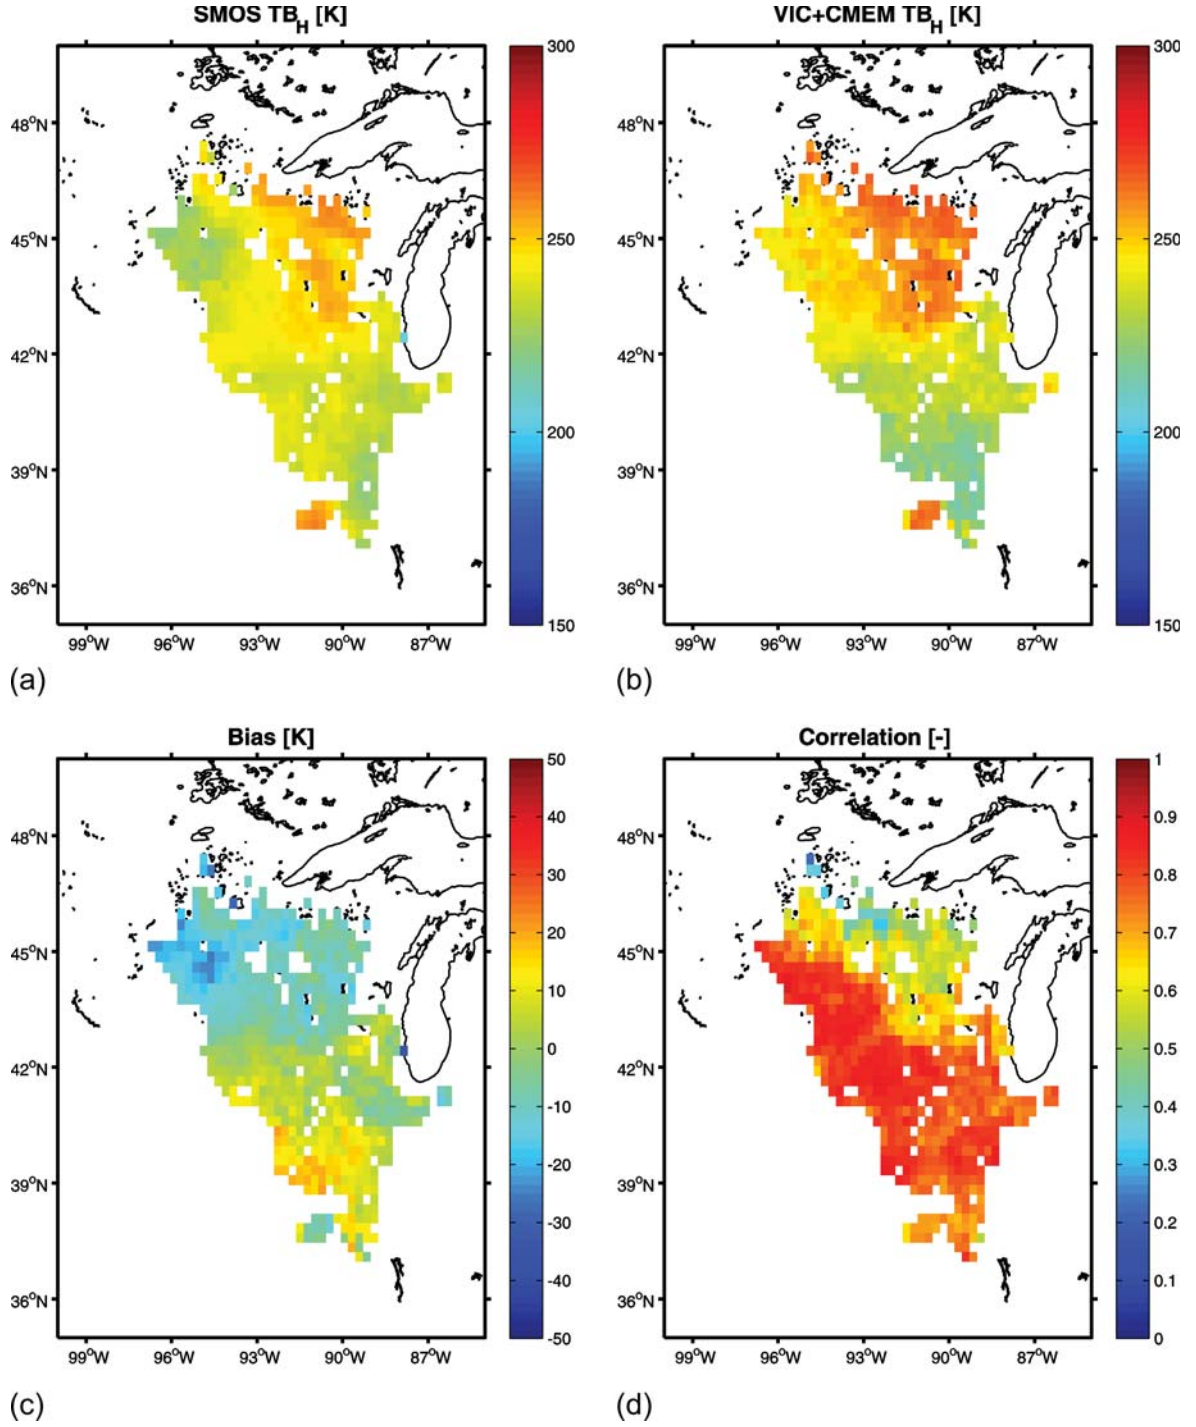 SMOS TB_H [K]
300
250
200
150
48°N
45°N
42°N
39°N
36°N
99°W 96°W 93°W 90°W 87°W
(a)
VIC+CMEM TB_H [K]
300
250
200
150
48°N
45°N
42°N
39°N
36°N
99°W 96°W 93°W 90°W 87°W
(b)
Bias [K]
50
40
30
20
10
0
-10
-20
-30
-40
-50
48°N
45°N
42°N
39°N
36°N
99°W 96°W 93°W 90°W 87°W
(c)
Correlation [-]
1
0.9
0.8
0.7
0.6
0.5
0.4
0.3
0.2
0.1
0
48°N
45°N
42°N
39°N
36°N
99°W 96°W 93°W 90°W 87°W
(d)